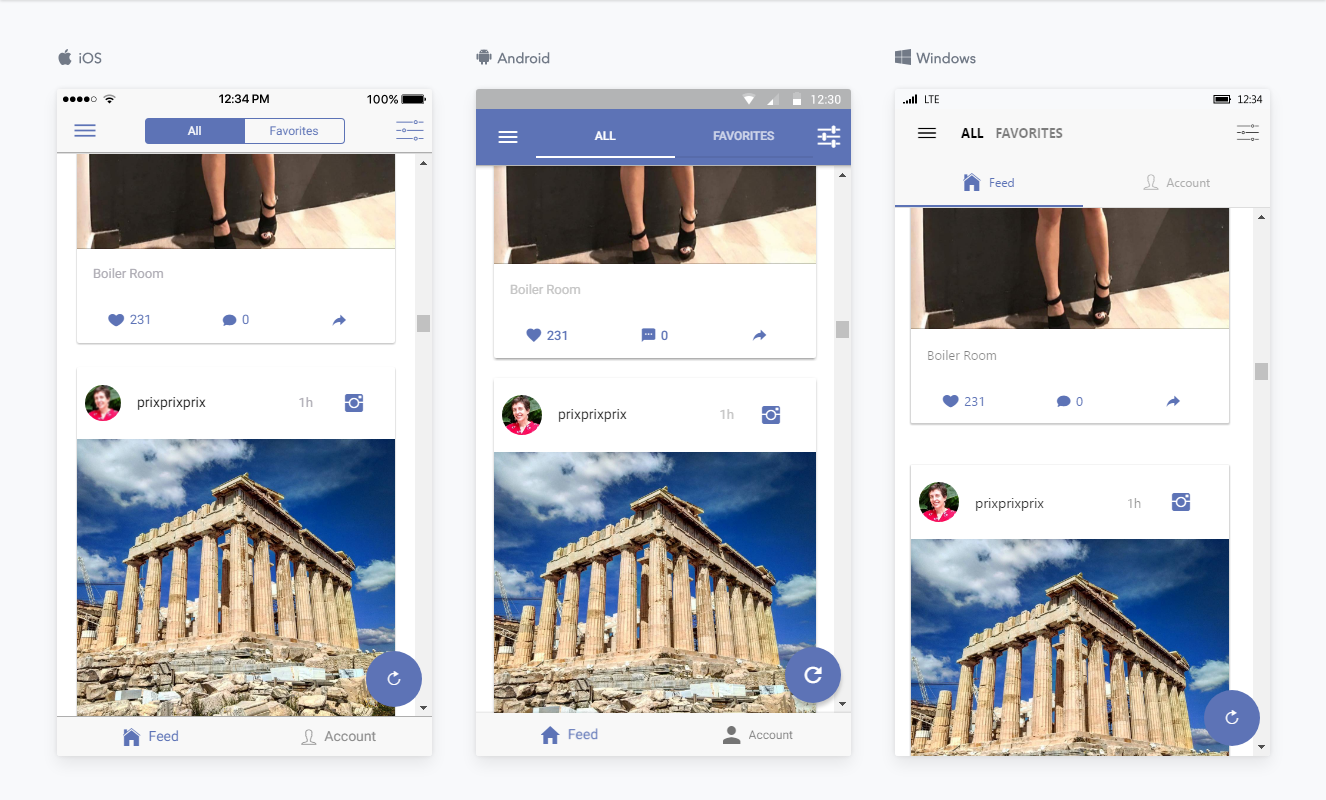 iOS
12:34 PM 100%
All Favorites
Boiler Room
231 0
prixprixprix 1h
Feed Account
Android
12:30
ALL FAVORITES
Boiler Room
231 0
prixprixprix 1h
Feed Account
Windows
LTE 12:34
ALL FAVORITES
Feed Account
Boiler Room
231 0
prixprixprix 1h